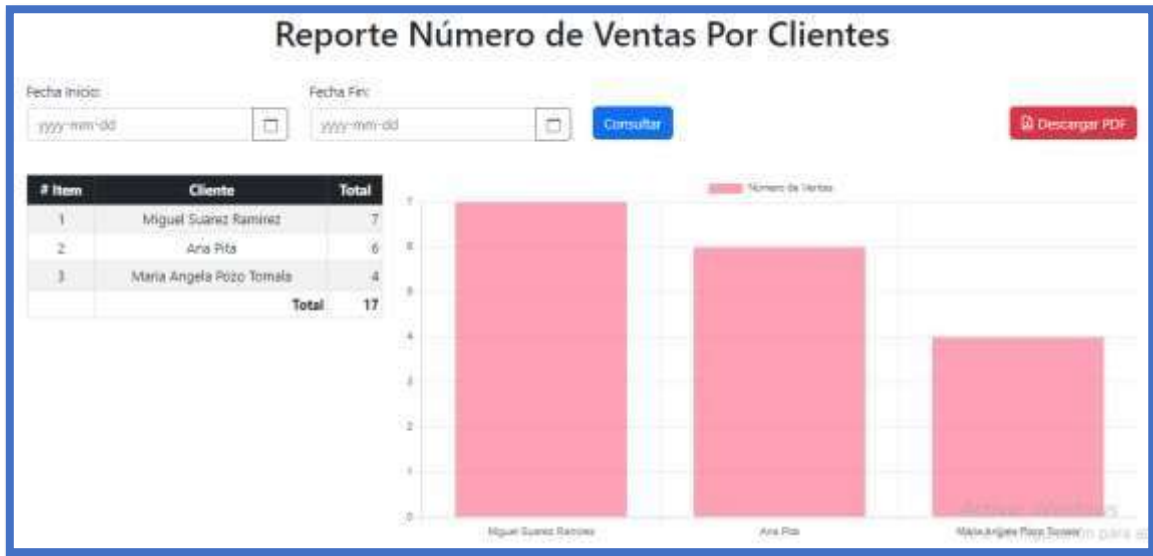 Reporte Número de Ventas Por Clientes
Fecha Inicio:
Fecha Fin:
yyyy-mm-dd
yyyy-mm-dd
Consultar
Descargar PDF
# Item Cliente Total
1 Miguel Suarez Ramirez 7
2 Ana Pita 6
3 Maria Angela Pozo Tomala 4
Total 17
Número de Ventas
7
6
5
4
3
2
1
0
Miguel Suarez Ramirez
Ana Pita
Maria Angela Pozo Tomala
Activar Windows
para